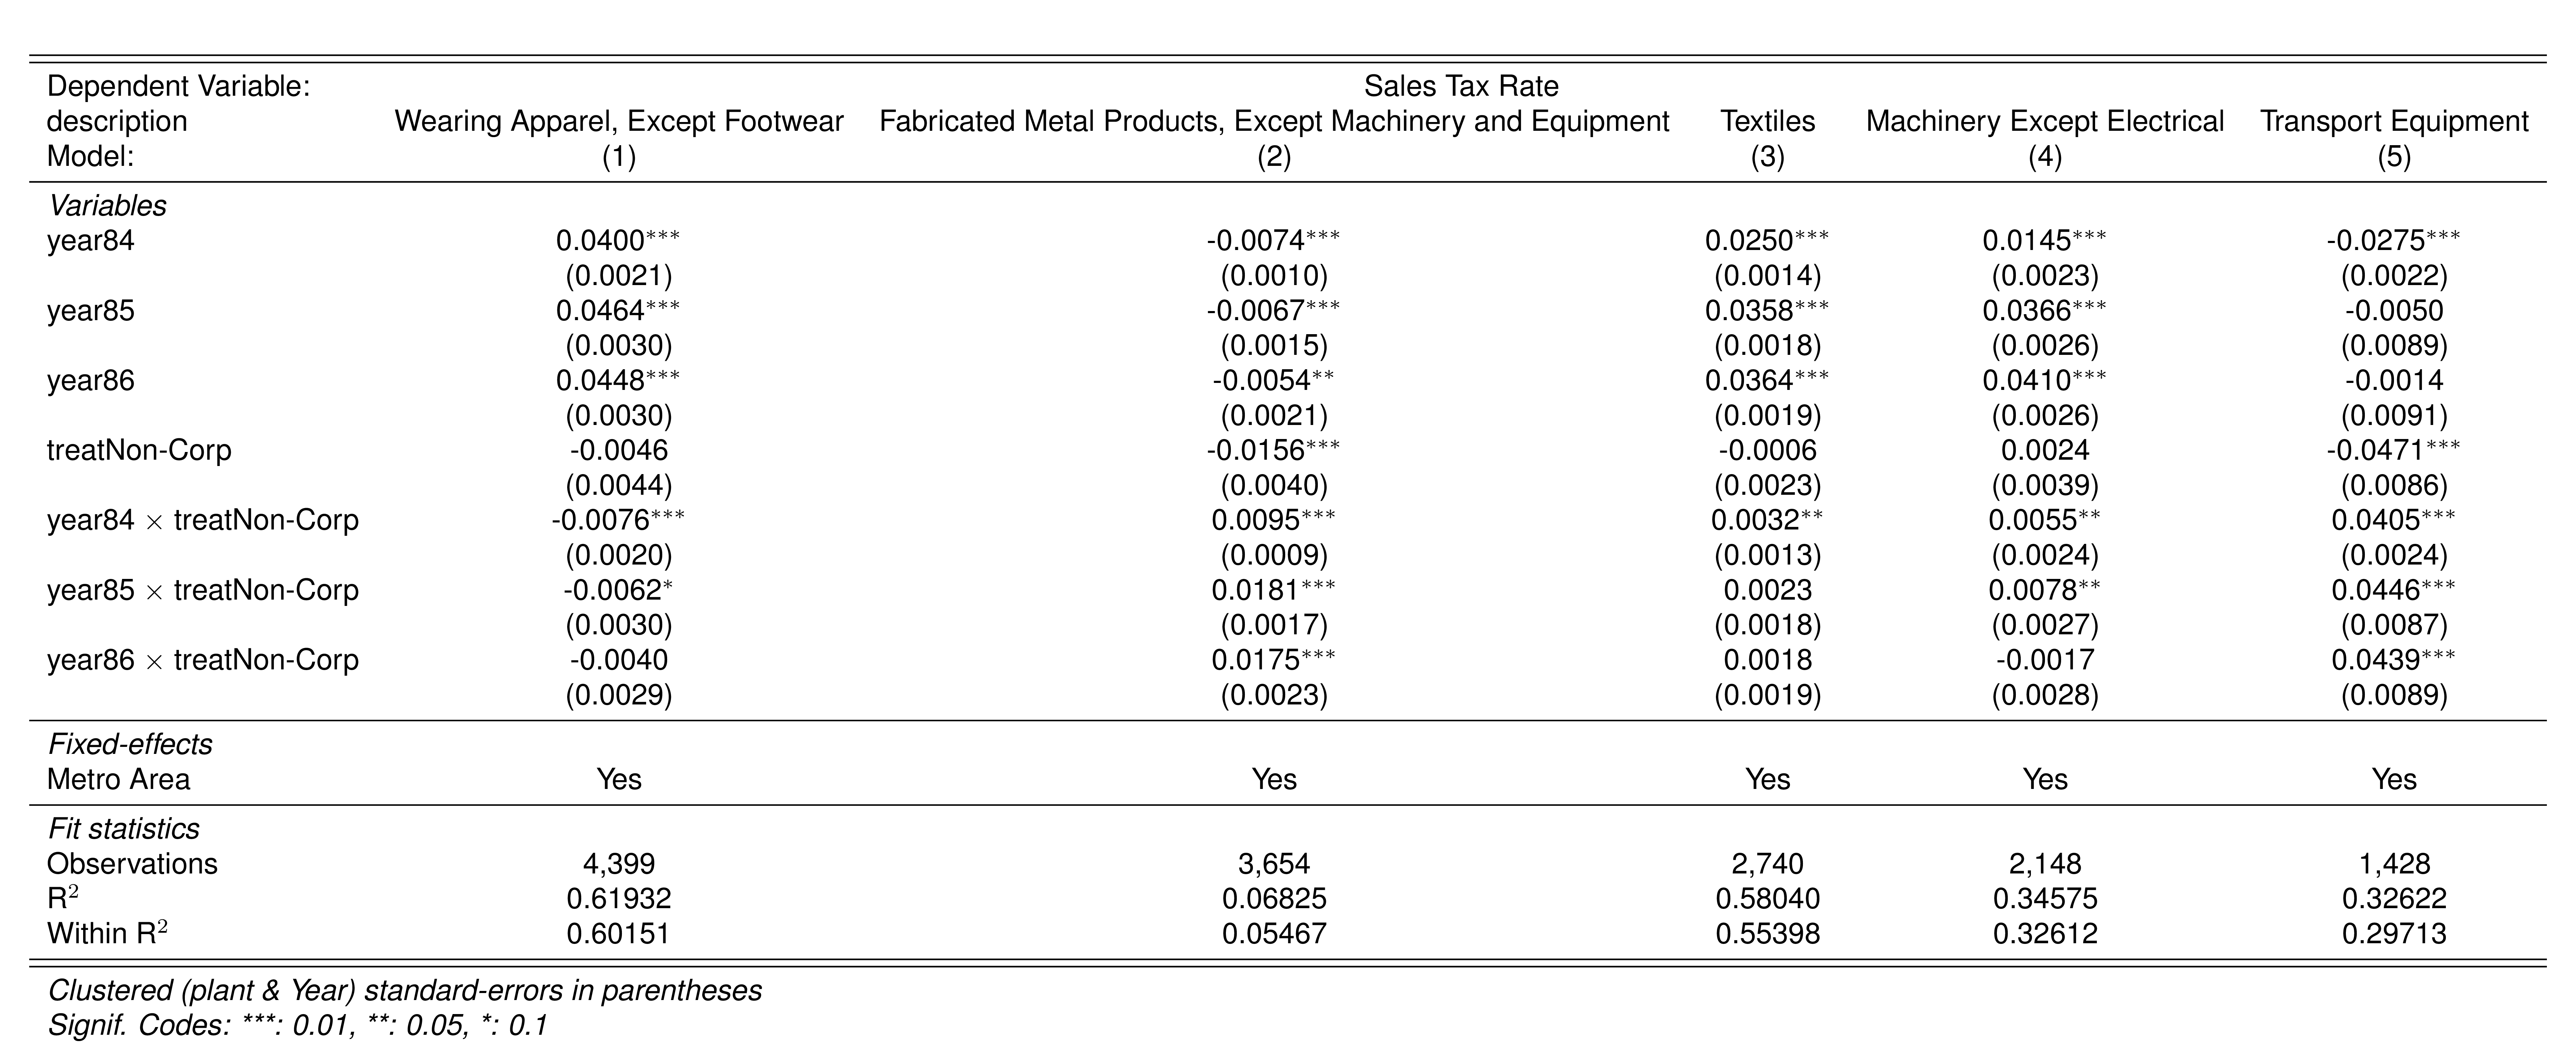 Dependent Variable: Sales Tax Rate
description Wearing Apparel, Except Footwear Fabricated Metal Products, Except Machinery and Equipment Textiles Machinery Except Electrical Transport Equipment
Model: (1) (2) (3) (4) (5)
Variables
year84 0.0400*** -0.0074*** 0.0250*** 0.0145*** -0.0275***
(0.0021) (0.0010) (0.0014) (0.0023) (0.0022)
year85 0.0464*** -0.0067*** 0.0358*** 0.0366*** -0.0050
(0.0030) (0.0015) (0.0018) (0.0026) (0.0089)
year86 0.0448*** -0.0054** 0.0364*** 0.0410*** -0.0014
(0.0030) (0.0021) (0.0019) (0.0026) (0.0091)
treatNon-Corp -0.0046 -0.0156*** -0.0006 0.0024 -0.0471***
(0.0044) (0.0040) (0.0023) (0.0039) (0.0086)
year84 × treatNon-Corp -0.0076*** 0.0095*** 0.0032** 0.0055** 0.0405***
(0.0020) (0.0009) (0.0013) (0.0024) (0.0024)
year85 × treatNon-Corp -0.0062* 0.0181*** 0.0023 0.0078** 0.0446***
(0.0030) (0.0017) (0.0018) (0.0027) (0.0087)
year86 × treatNon-Corp -0.0040 0.0175*** 0.0018 -0.0017 0.0439***
(0.0029) (0.0023) (0.0019) (0.0028) (0.0089)
Fixed-effects
Metro Area Yes Yes Yes Yes Yes
Fit statistics
Observations 4,399 3,654 2,740 2,148 1,428
R² 0.61932 0.06825 0.58040 0.34575 0.32622
Within R² 0.60151 0.05467 0.55398 0.32612 0.29713
Clustered (plant & Year) standard-errors in parentheses
Signif. Codes: ***: 0.01, **: 0.05, *: 0.1